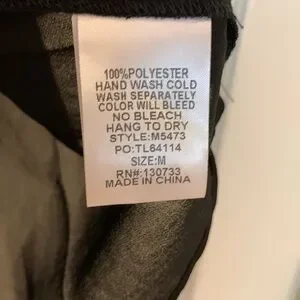 100%POLYESTER
HAND WASH COLD
WASH SEPARATELY
COLOR WILL BLEED
NO BLEACH
HANG TO DRY
STYLE:M5473
PO:TL64114
SIZE:M
RN#:130733
MADE IN CHINA